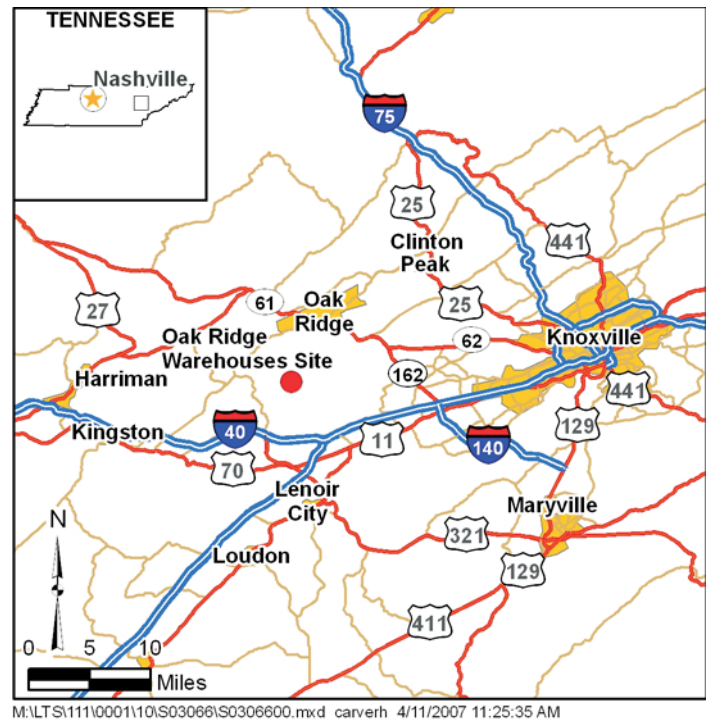 TENNESSEE
Nashville
75
25
441
Clinton
Peak
27
61
Oak
Ridge
25
Oak Ridge
Warehouses Site
62
Knoxville
162
Harriman
441
Kingston
40
11
129
140
70
Lenoir
City
Maryville
321
Loudon
129
411
N
0 5 10
Miles
M:\LTS\111\0001\10\S03066\S0306600.mxd carverh 4/11/2007 11:25:35 AM